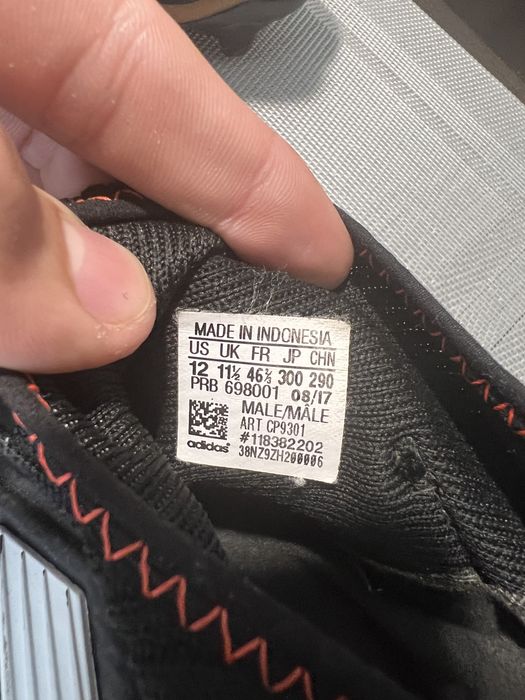 MADE IN INDONESIA
US UK FR JP CHN
12 11½ 46⅔ 300 290
PRB 698001 08/17
MALE/MÂLE
ART CP9301
#118382202
adidas 38NZ9ZH200006